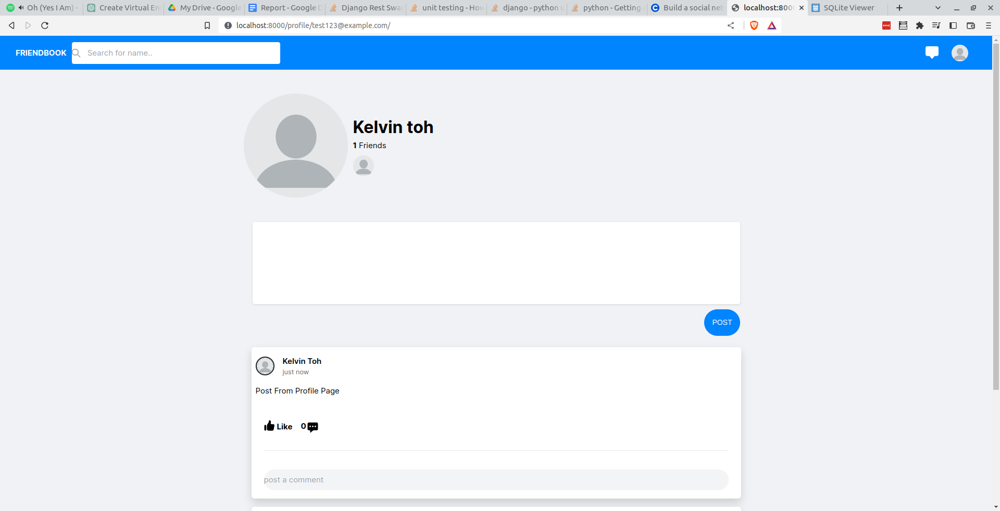 Oh (Yes I Am)
Create Virtual En
My Drive - Google
Report - Google D
Django Rest Swa
unit testing - How
django - python u
python - Getting
Build a social net
localhost:8000
SQLite Viewer
localhost:8000/profile/test123@example.com/
FRIENDBOOK
Search for name..
Kelvin toh
1 Friends
POST
Kelvin Toh
just now
Post From Profile Page
Like 0
post a comment